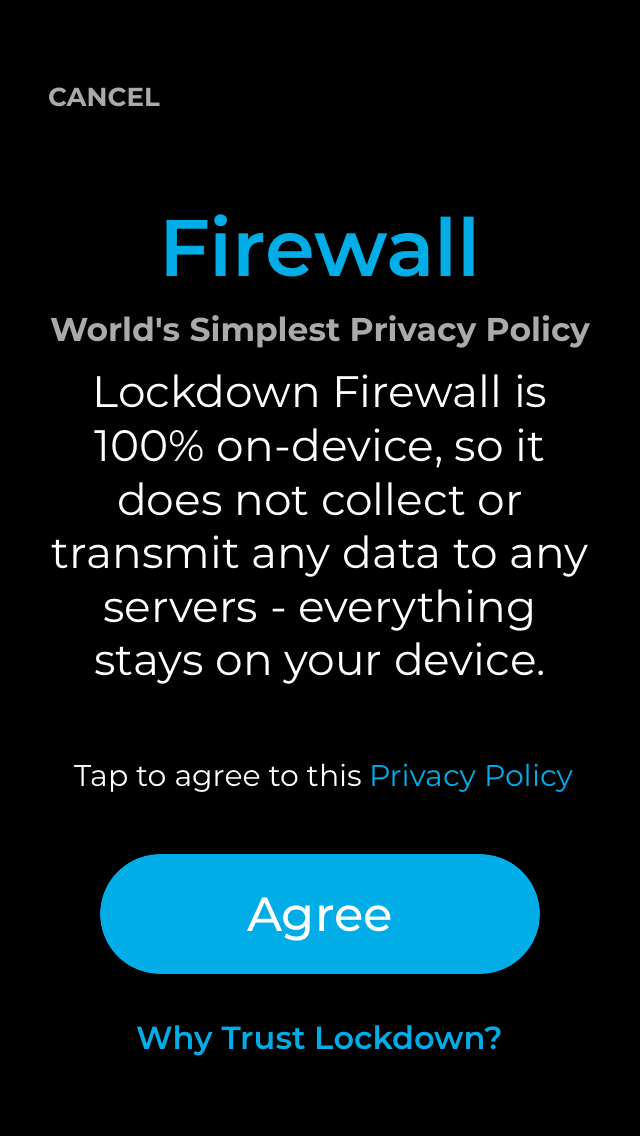 CANCEL
Firewall
World's Simplest Privacy Policy
Lockdown Firewall is
100% on-device, so it
does not collect or
transmit any data to any
servers - everything
stays on your device.
Tap to agree to this Privacy Policy
Agree
Why Trust Lockdown?